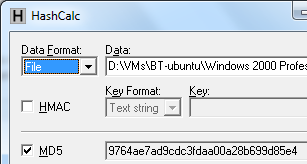 HashCalc
Data Format: Data:
File D:\VMs\BT-ubuntu\Windows 2000 Profes
HMAC Key Format: Key:
Text string
MD5 9764ae7ad9cdc3fdaa00a28b699d85e4